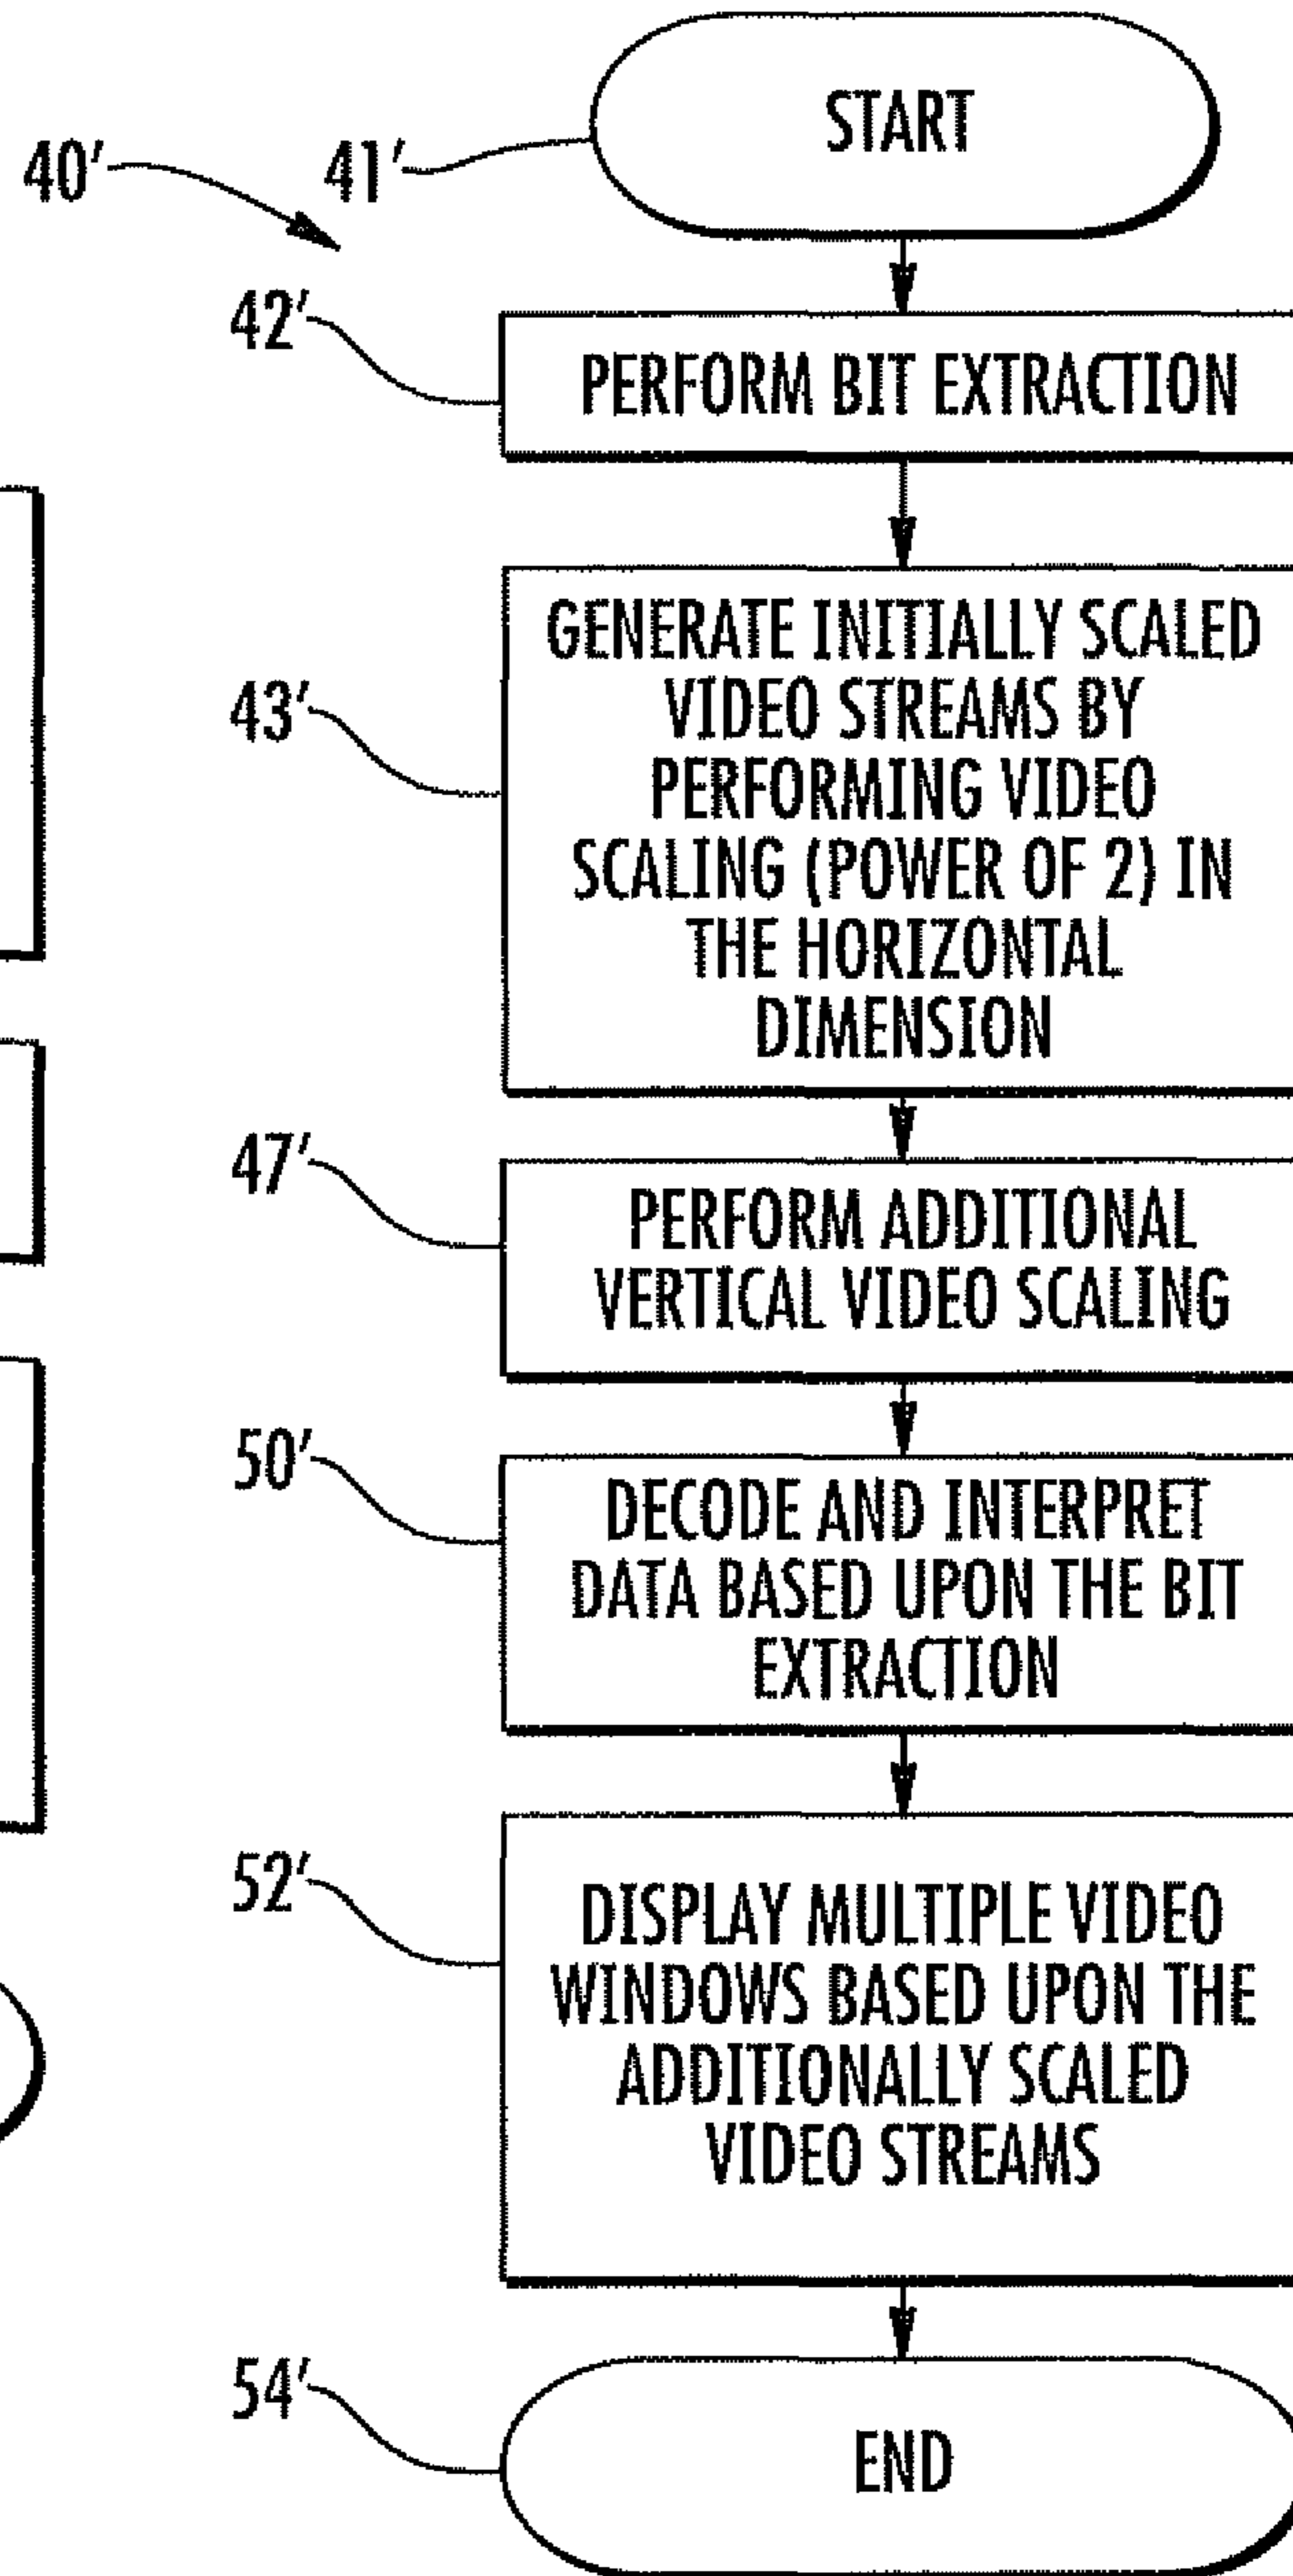 START
40′
41′
42′
PERFORM BIT EXTRACTION
43′
GENERATE INITIALLY SCALED
VIDEO STREAMS BY
PERFORMING VIDEO
SCALING (POWER OF 2) IN
THE HORIZONTAL
DIMENSION
47′
PERFORM ADDITIONAL
VERTICAL VIDEO SCALING
50′
DECODE AND INTERPRET
DATA BASED UPON THE BIT
EXTRACTION
52′
DISPLAY MULTIPLE VIDEO
WINDOWS BASED UPON THE
ADDITIONALLY SCALED
VIDEO STREAMS
54′
END